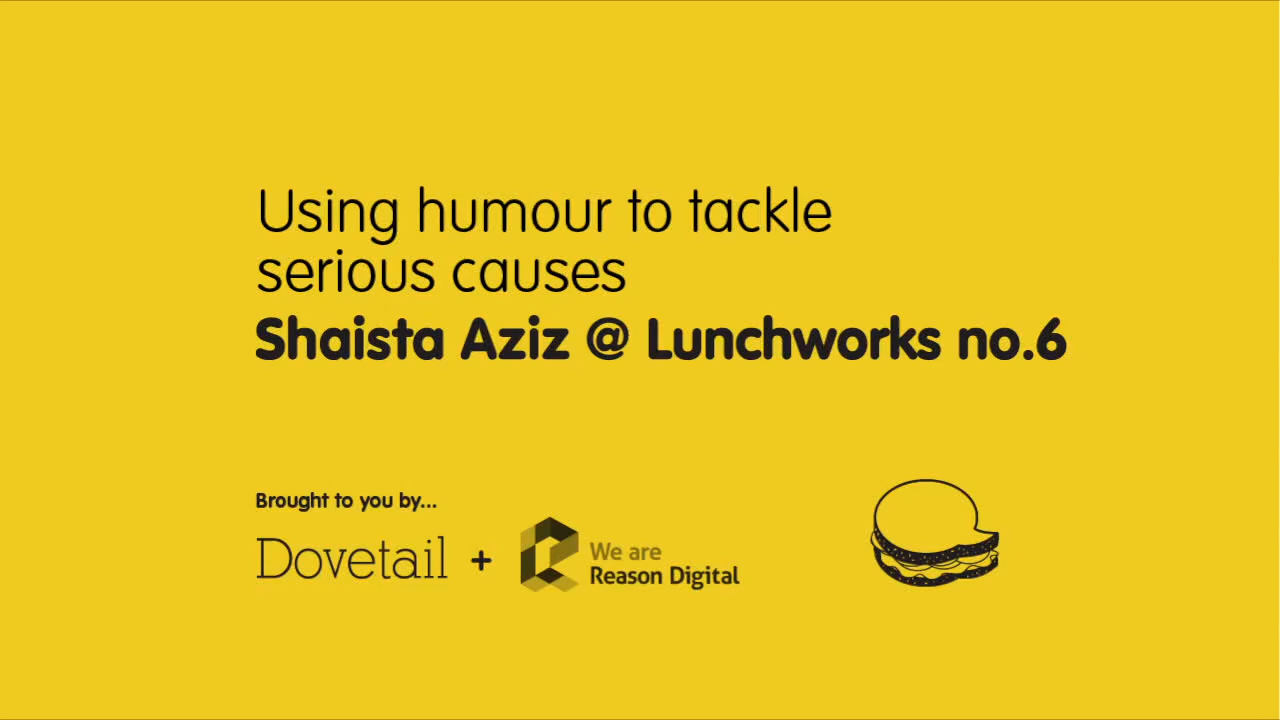 Using humour to tackle
serious causes
Shaista Aziz @ Lunchworks no.6
Brought to you by...
Dovetail +
We are
Reason Digital